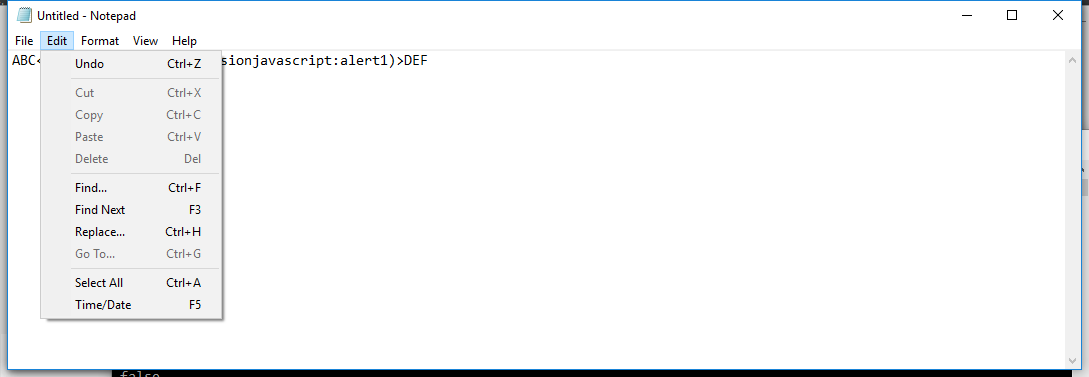 Untitled - Notepad
File Edit Format View Help
ABC< sionjavascript:alert1)>DEF
Undo Ctrl+Z
Cut Ctrl+X
Copy Ctrl+C
Paste Ctrl+V
Delete Del
Find... Ctrl+F
Find Next F3
Replace... Ctrl+H
Go To... Ctrl+G
Select All Ctrl+A
Time/Date F5
false